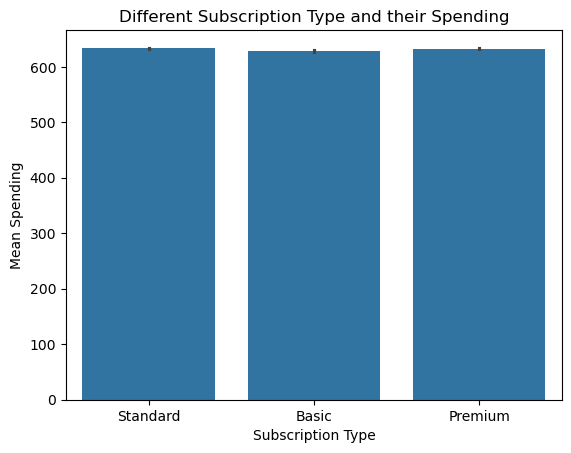 Different Subscription Type and their Spending
Mean Spending
600
500
400
300
200
100
0
Standard
Basic
Premium
Subscription Type